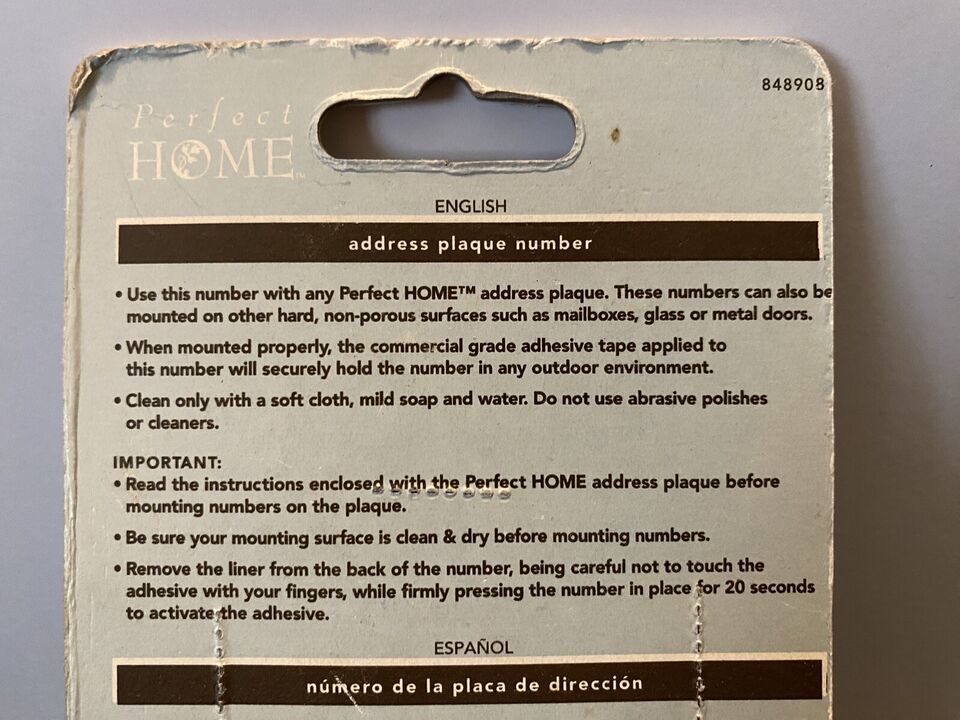 848908
Perfect
HOME™
ENGLISH
address plaque number
• Use this number with any Perfect HOME™ address plaque. These numbers can also be
mounted on other hard, non-porous surfaces such as mailboxes, glass or metal doors.
• When mounted properly, the commercial grade adhesive tape applied to
this number will securely hold the number in any outdoor environment.
• Clean only with a soft cloth, mild soap and water. Do not use abrasive polishes
or cleaners.
IMPORTANT:
• Read the instructions enclosed with the Perfect HOME address plaque before
mounting numbers on the plaque.
• Be sure your mounting surface is clean & dry before mounting numbers.
• Remove the liner from the back of the number, being careful not to touch the
adhesive with your fingers, while firmly pressing the number in place for 20 seconds
to activate the adhesive.
ESPAÑOL
número de la placa de dirección